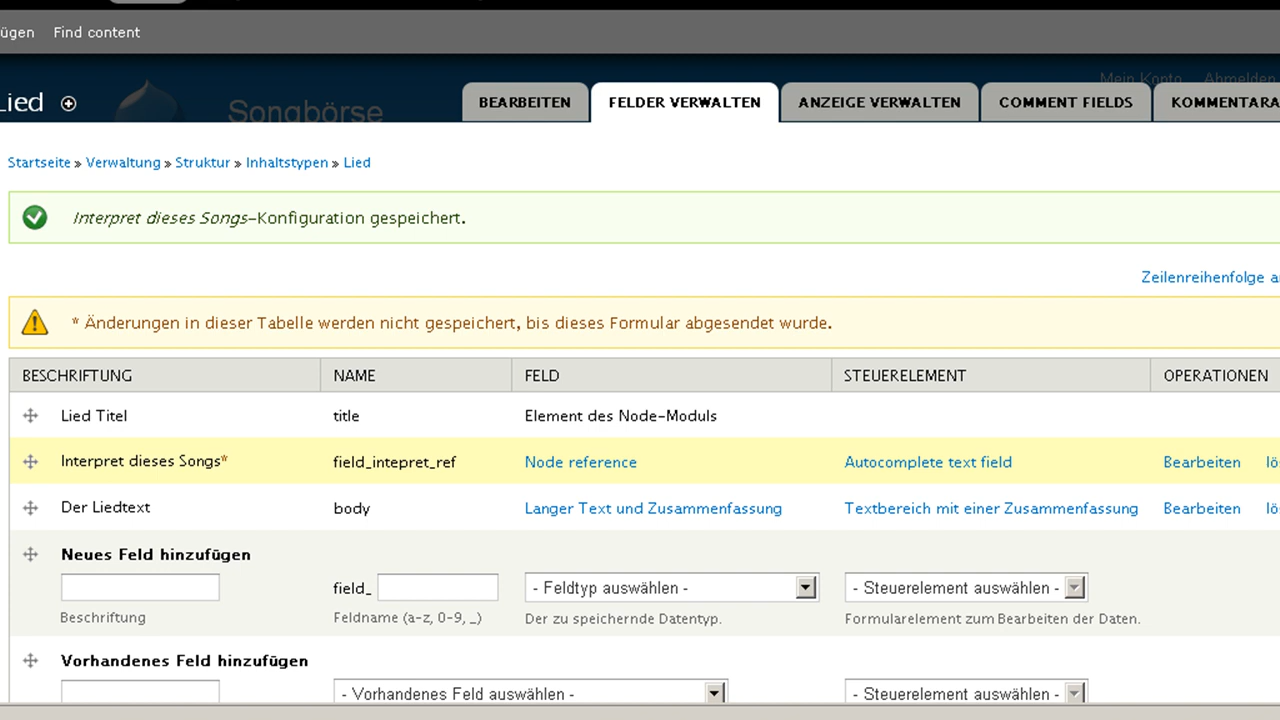 ügen Find content
Mein Konto Abmelden
Lied Songbörse BEARBEITEN FELDER VERWALTEN ANZEIGE VERWALTEN COMMENT FIELDS KOMMENTARA
Startseite » Verwaltung » Struktur » Inhaltstypen » Lied
Interpret dieses Songs-Konfiguration gespeichert.
Zeilenreihenfolge a
* Änderungen in dieser Tabelle werden nicht gespeichert, bis dieses Formular abgesendet wurde.
BESCHRIFTUNG NAME FELD STEUERELEMENT OPERATIONEN
Lied Titel title Element des Node-Moduls
Interpret dieses Songs* field_intepret_ref Node reference Autocomplete text field Bearbeiten lö
Der Liedtext body Langer Text und Zusammenfassung Textbereich mit einer Zusammenfassung Bearbeiten lö
Neues Feld hinzufügen
field_ - Feldtyp auswählen - - Steuerelement auswählen -
Beschriftung Feldname (a-z, 0-9, _) Der zu speichernde Datentyp. Formularelement zum Bearbeiten der Daten.
Vorhandenes Feld hinzufügen
- Vorhandenes Feld auswählen - - Steuerelement auswählen -